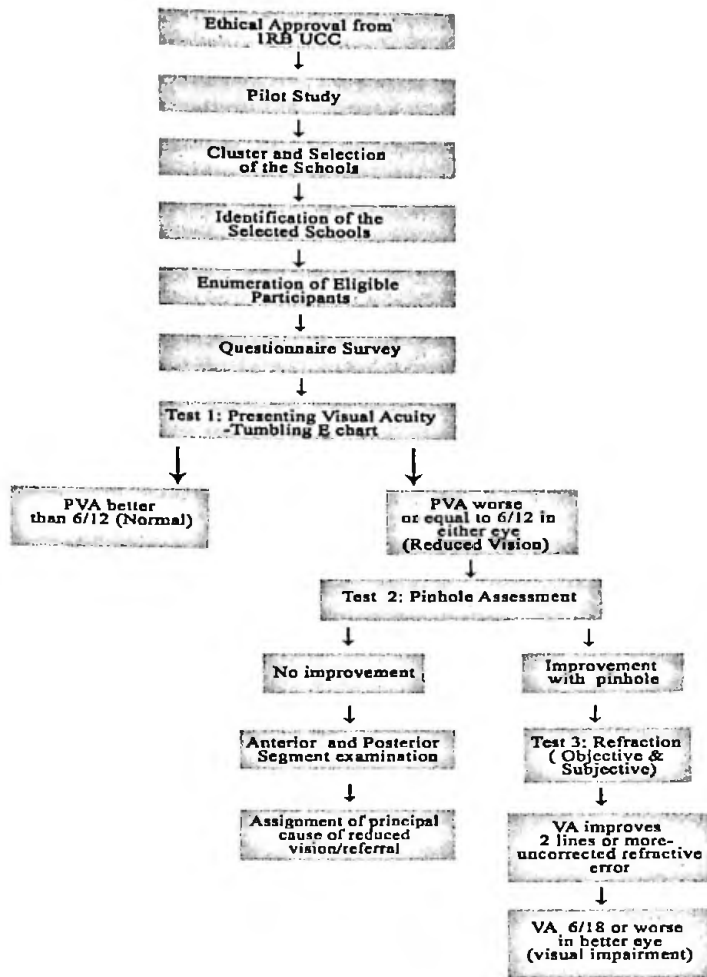 Ethical Approval from
IRB UCC
↓
Pilot Study
↓
Cluster and Selection
of the Schools
↓
Identification of the
Selected Schools
↓
Enumeration of Eligible
Participants
↓
Questionnaire Survey
↓
Test 1: Presenting Visual Acuity
-Tumbling E chart
↓ ↓
PVA better
than 6/12 (Normal)
PVA worse
or equal to 6/12 in
either eye
(Reduced Vision)
↓
Test 2: Pinhole Assessment
↓ ↓
No improvement
↓
Anterior and Posterior
Segment examination
↓
Assignment of principal
cause of reduced
vision/referral
Improvement
with pinhole
↓
Test 3: Refraction
( Objective &
Subjective)
↓
VA improves
2 lines or more-
uncorrected refractive
error
↓
VA 6/18 or worse
in better eye
(visual impairment)